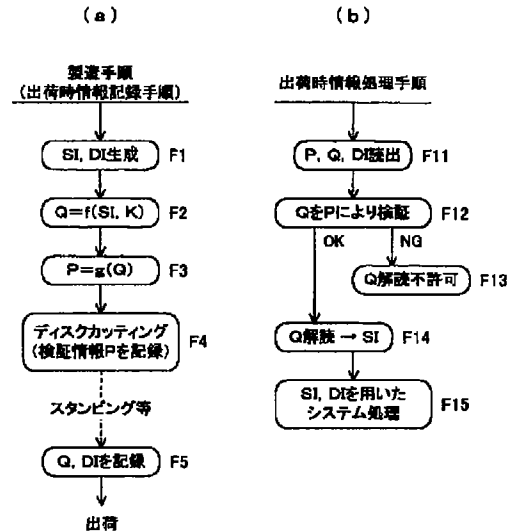 (a)
製造手順
(出荷時情報記録手順)
SI, DI生成 F1
Q=f(SI, K) F2
P=g(Q) F3
ディスクカッティング
(検証情報Pを記録) F4
スタンピング等
Q, DIを記録 F5
出荷
(b)
出荷時情報処理手順
P, Q, DI読出 F11
QをPにより検証 F12
OK NG
Q解読不許可 F13
Q解読 → SI F14
SI, DIを用いた
システム処理 F15